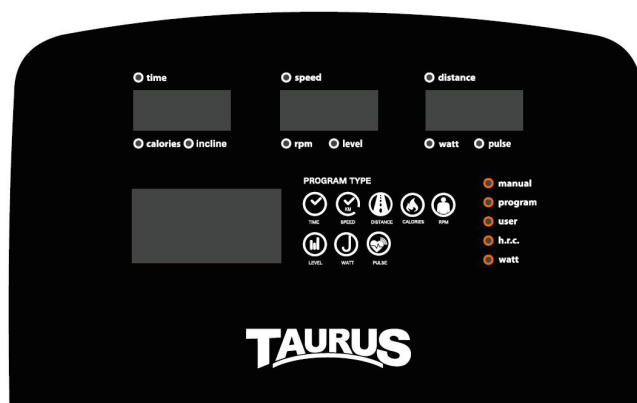 time speed distance
calories incline rpm level watt pulse
PROGRAM TYPE
manual
program
user
h.r.c.
watt
KM
TIME SPEED DISTANCE CALORIES RPM
LEVEL WATT PULSE
TAURUS